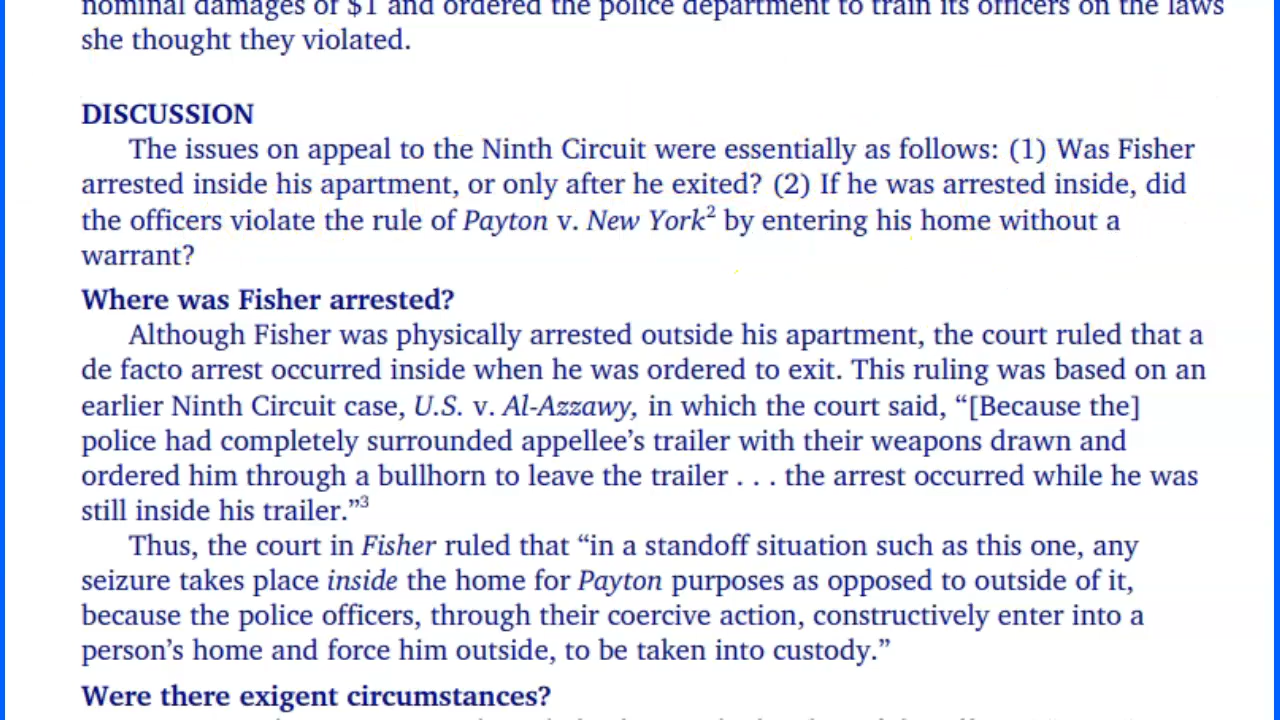 nominal damages of $1 and ordered the police department to train its officers on the laws
she thought they violated.
DISCUSSION
The issues on appeal to the Ninth Circuit were essentially as follows: (1) Was Fisher
arrested inside his apartment, or only after he exited? (2) If he was arrested inside, did
the officers violate the rule of Payton v. New York² by entering his home without a
warrant?
Where was Fisher arrested?
Although Fisher was physically arrested outside his apartment, the court ruled that a
de facto arrest occurred inside when he was ordered to exit. This ruling was based on an
earlier Ninth Circuit case, U.S. v. Al-Azzawy, in which the court said, “[Because the]
police had completely surrounded appellee’s trailer with their weapons drawn and
ordered him through a bullhorn to leave the trailer . . . the arrest occurred while he was
still inside his trailer.”³
Thus, the court in Fisher ruled that “in a standoff situation such as this one, any
seizure takes place inside the home for Payton purposes as opposed to outside of it,
because the police officers, through their coercive action, constructively enter into a
person’s home and force him outside, to be taken into custody.”
Were there exigent circumstances?